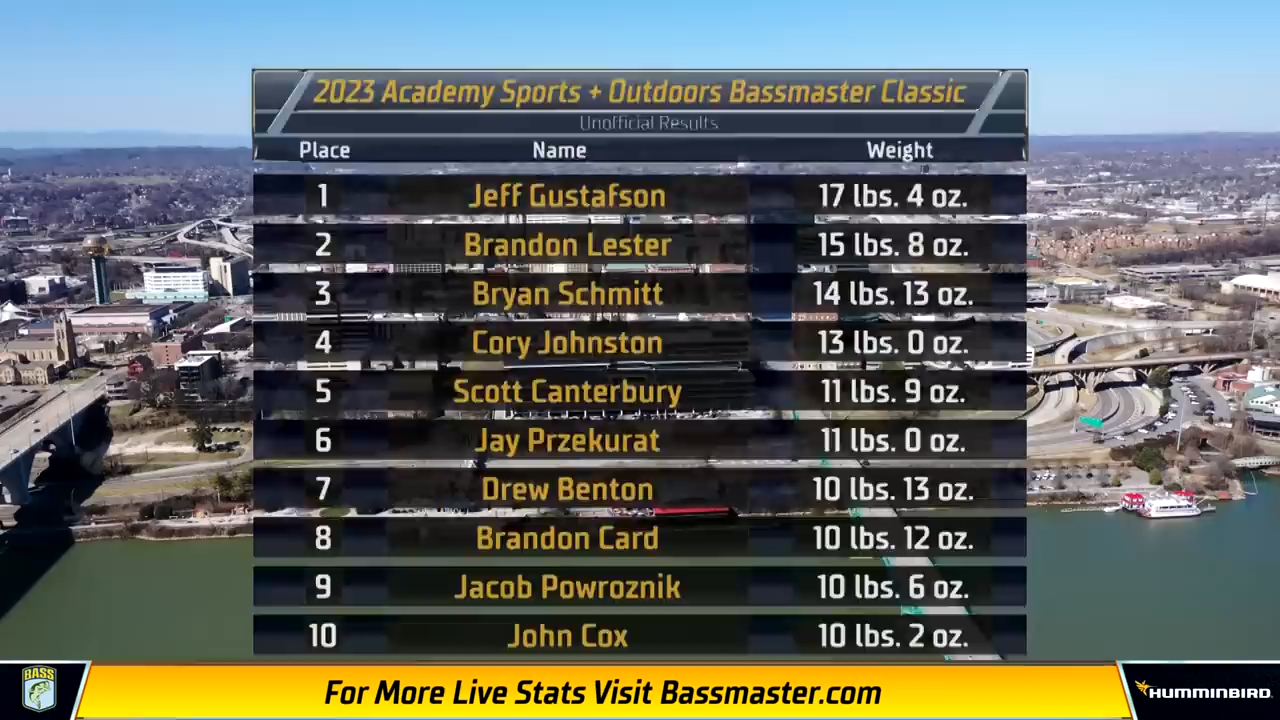 2023 Academy Sports + Outdoors Bassmaster Classic
Unofficial Results
Place Name Weight
1 Jeff Gustafson 17 lbs. 4 oz.
2 Brandon Lester 15 lbs. 8 oz.
3 Bryan Schmitt 14 lbs. 13 oz.
4 Cory Johnston 13 lbs. 0 oz.
5 Scott Canterbury 11 lbs. 9 oz.
6 Jay Przekurat 11 lbs. 0 oz.
7 Drew Benton 10 lbs. 13 oz.
8 Brandon Card 10 lbs. 12 oz.
9 Jacob Powroznik 10 lbs. 6 oz.
10 John Cox 10 lbs. 2 oz.
BASS
For More Live Stats Visit Bassmaster.com
HUMMINBIRD